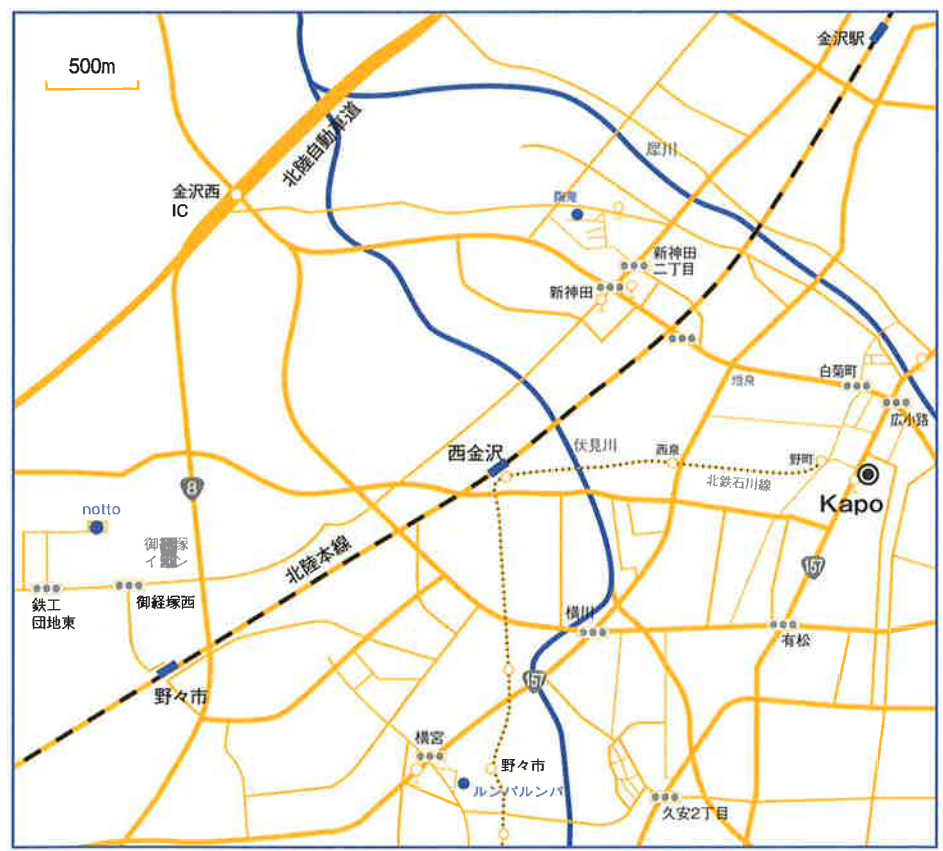 金沢駅
500m
北陸自動車道
犀川
金沢西
IC
新神田
二丁目
新神田
白菊町
広小路
西金沢
伏見川
西泉
野町
北鉄石川線
Kapo
8
notto
北陸本線
157
鉄工
団地東
御経塚西
横川
有松
野々市
157
横宮
野々市
ルンパルンパ
久安2丁目